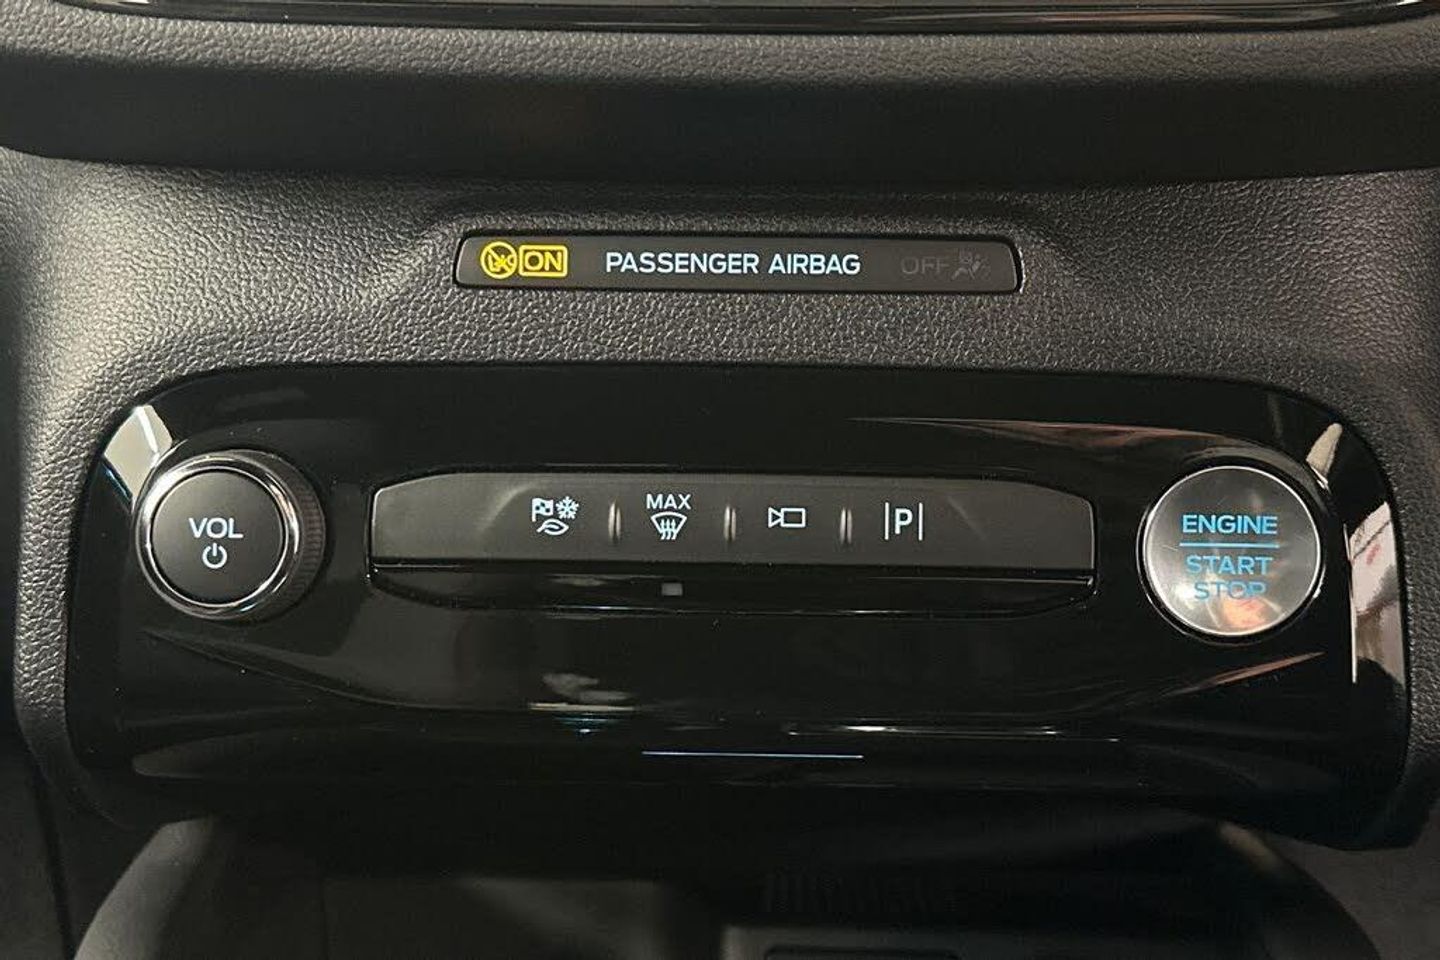 ON PASSENGER AIRBAG OFF
VOL
MAX
P
ENGINE
START
STOP